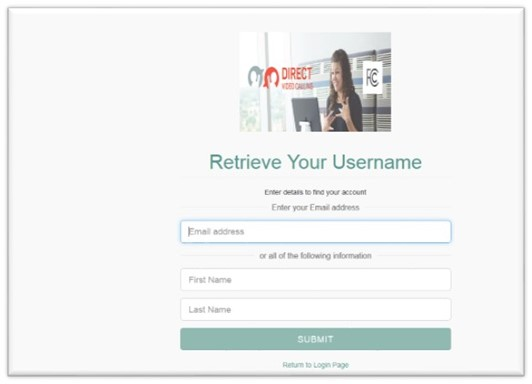 DIRECT
VIDEO CALLING
FCC
Retrieve Your Username
Enter details to find your account
Enter your Email address
Email address
or all of the following information
First Name
Last Name
SUBMIT
Return to Login Page